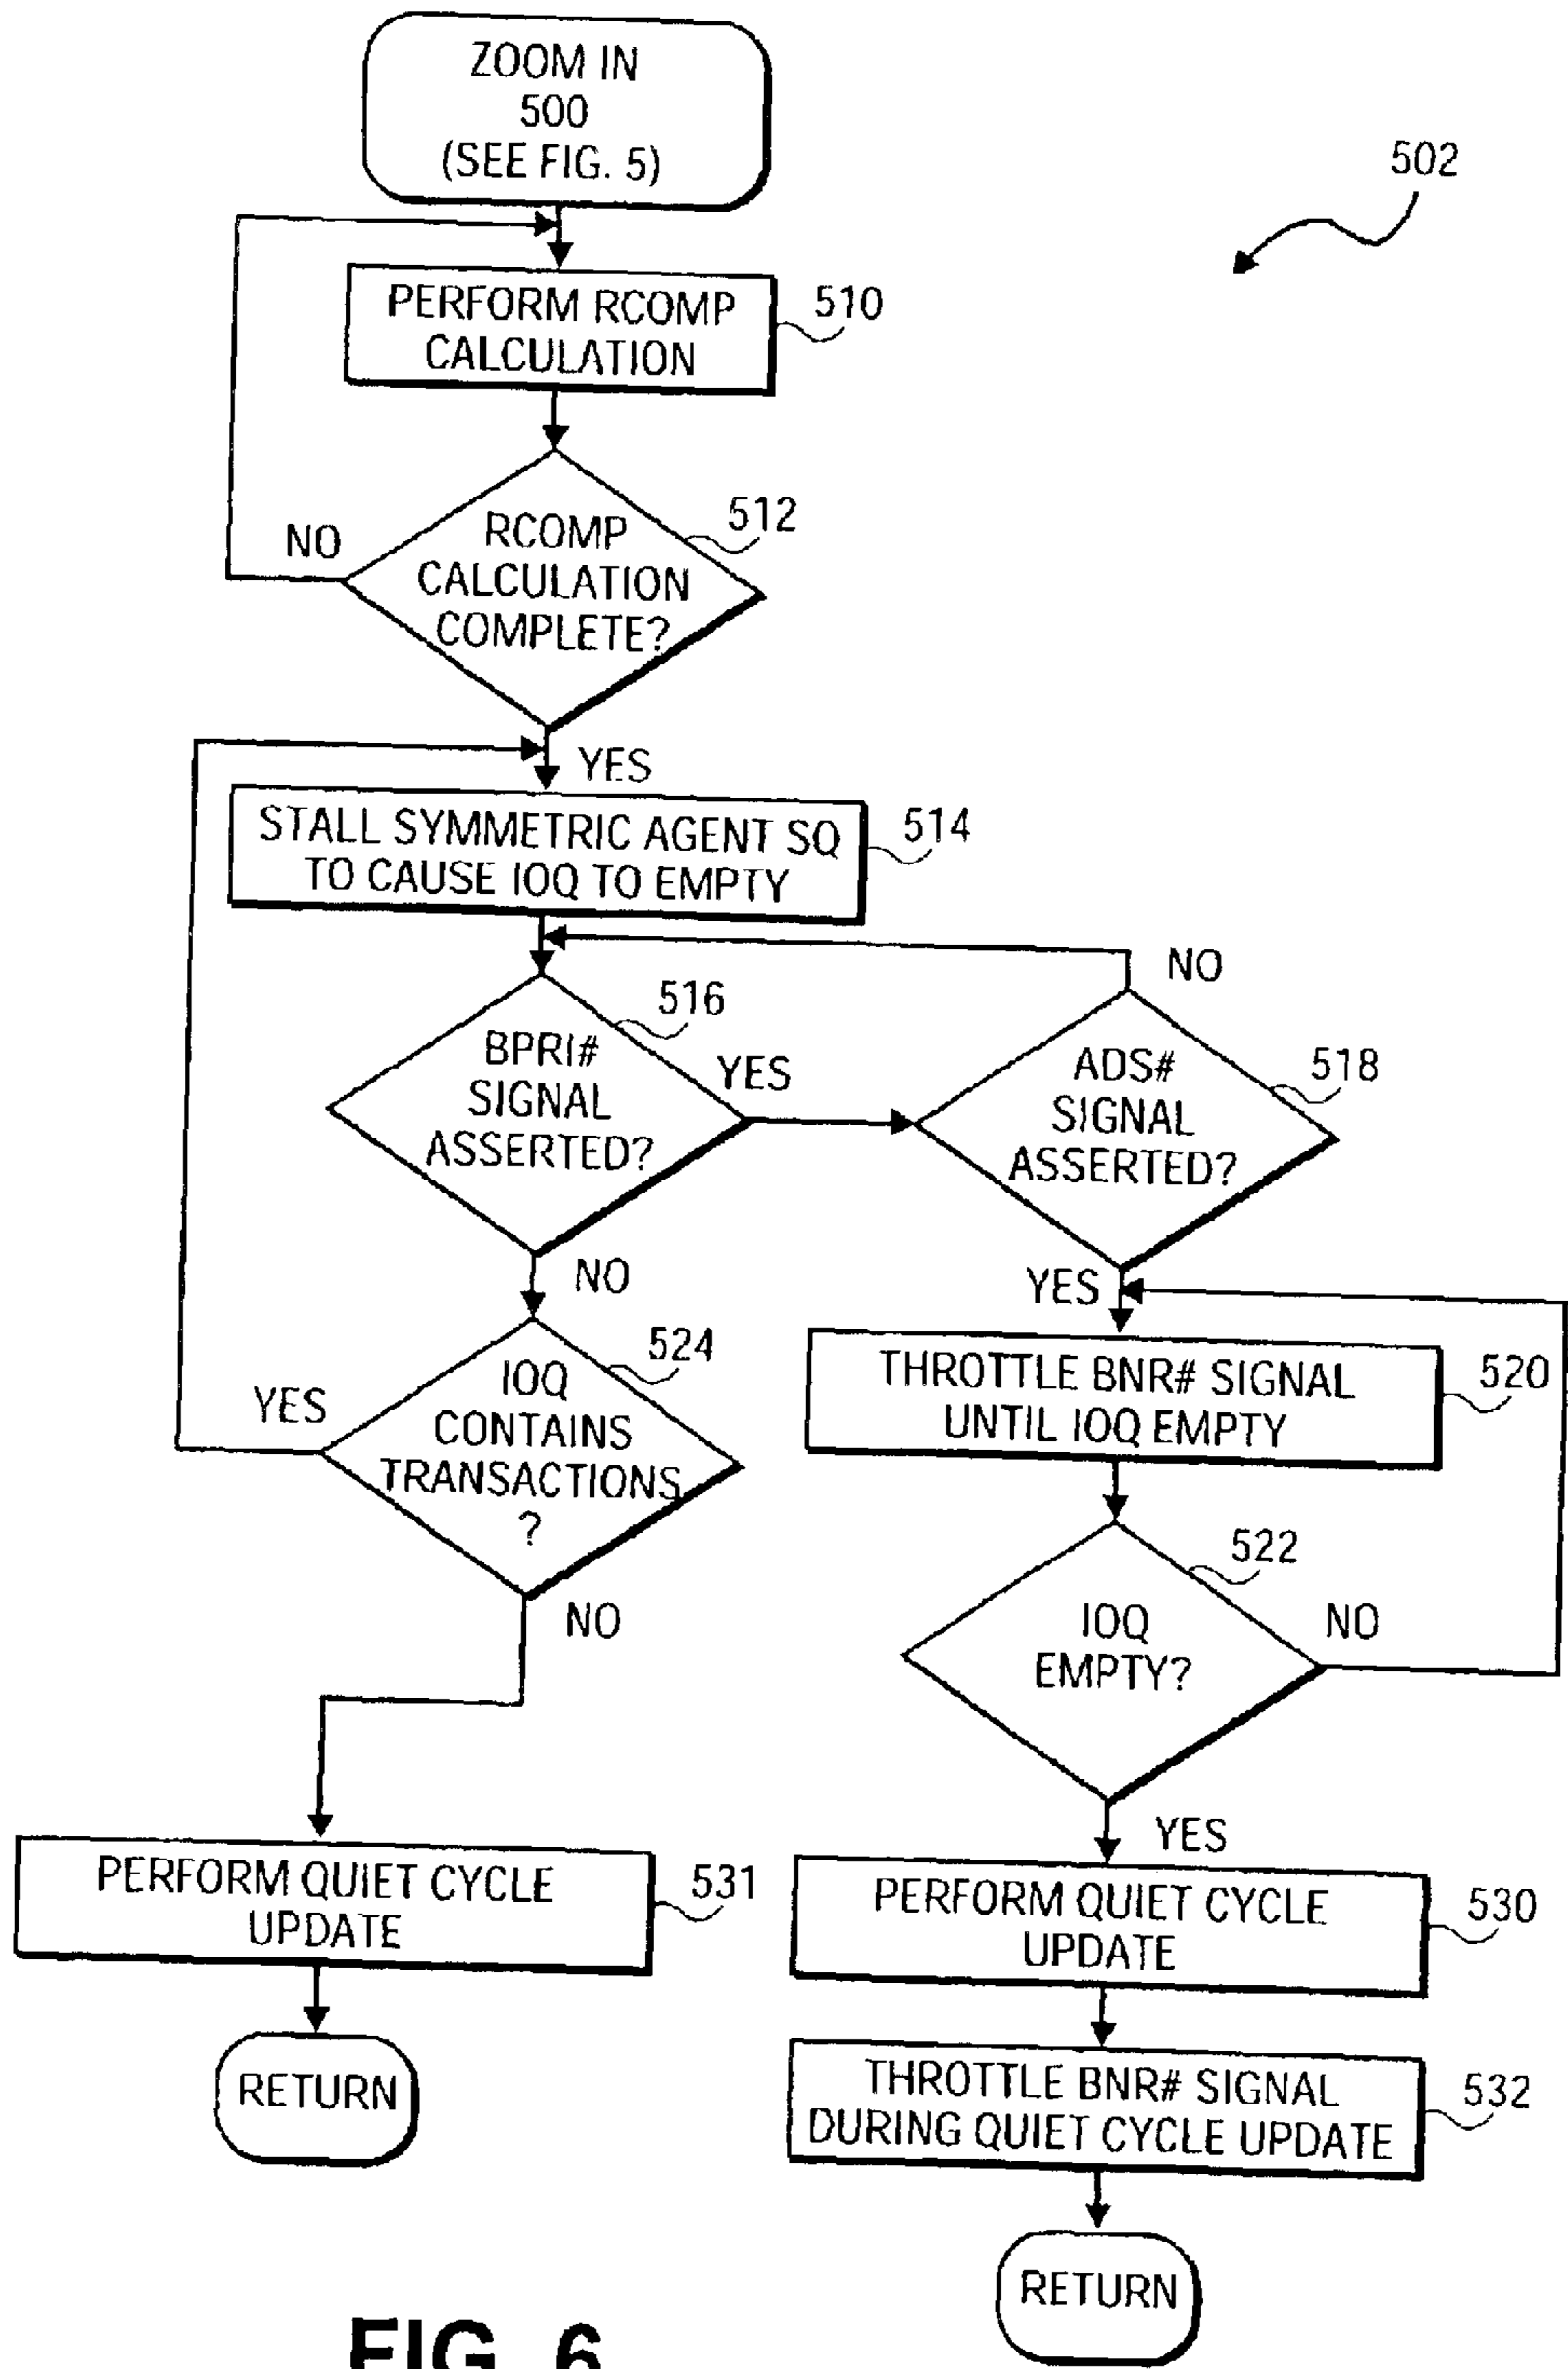 ZOOM IN
500
(SEE FIG. 5)
502
PERFORM RCOMP
CALCULATION
510
RCOMP
CALCULATION
COMPLETE?
512
NO
YES
STALL SYMMETRIC AGENT SQ
TO CAUSE IOQ TO EMPTY
514
NO
BPRI#
SIGNAL
ASSERTED?
516
YES
ADS#
SIGNAL
ASSERTED?
518
NO
YES
IOQ
CONTAINS
TRANSACTIONS
?
524
YES
THROTTLE BNR# SIGNAL
UNTIL IOQ EMPTY
520
NO
IOQ
EMPTY?
522
NO
YES
PERFORM QUIET CYCLE
UPDATE
531
PERFORM QUIET CYCLE
UPDATE
530
RETURN
THROTTLE BNR# SIGNAL
DURING QUIET CYCLE UPDATE
532
RETURN
FIG. 6